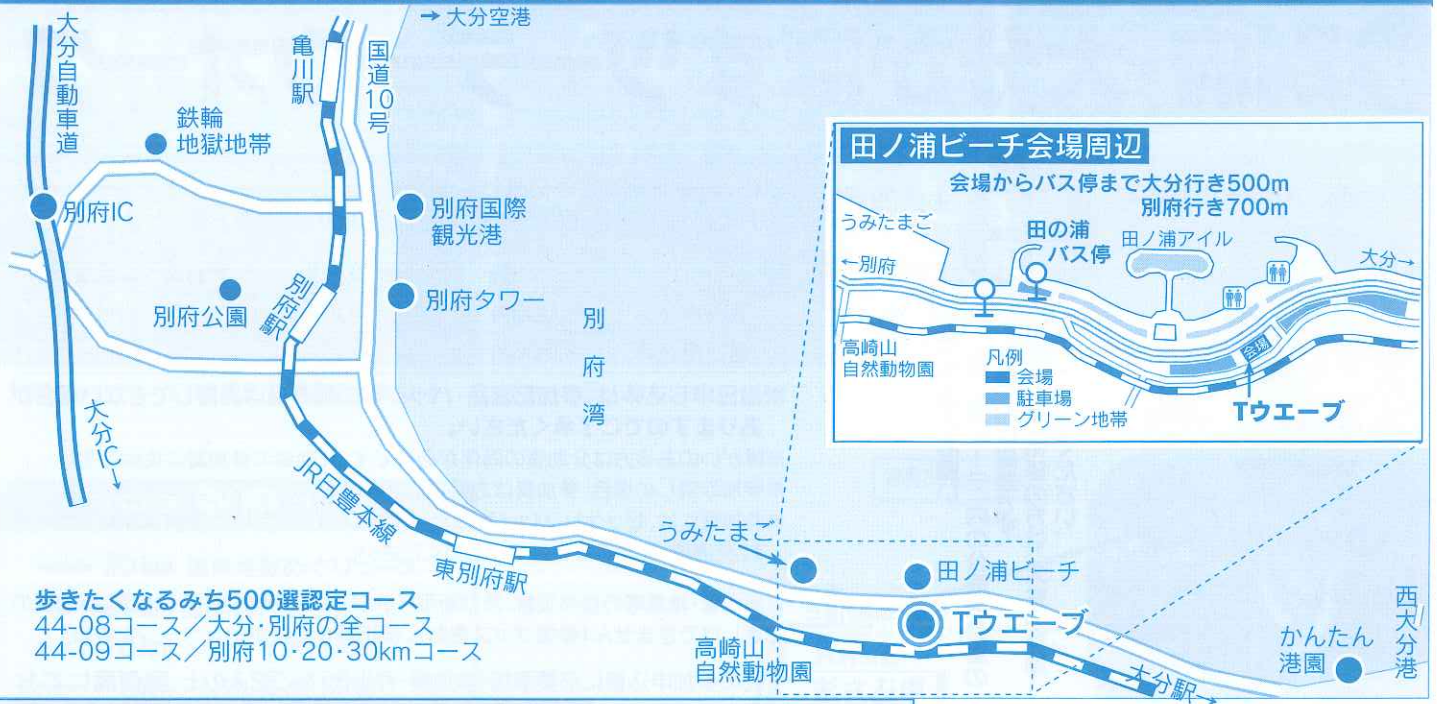 → 大分空港
大分自動車道
亀川駅
国道10号
鉄輪
地獄地帯
別府IC
別府国際
観光港
別府公園
別府駅
別府タワー
別府湾
大分IC→
JR日豊本線
東別府駅
うみたまご
田ノ浦ビーチ
Tウエーブ
高崎山
自然動物園
大分駅→
かんたん
港園
西大分港
田ノ浦ビーチ会場周辺
会場からバス停まで大分行き500m
別府行き700m
うみたまご
田の浦
バス停
田ノ浦アイル
←別府
大分→
高崎山
自然動物園
凡例
会場
駐車場
グリーン地帯
会場
Tウエーブ
歩きたくなるみち500選認定コース
44-08コース／大分・別府の全コース
44-09コース／別府10・20・30kmコース